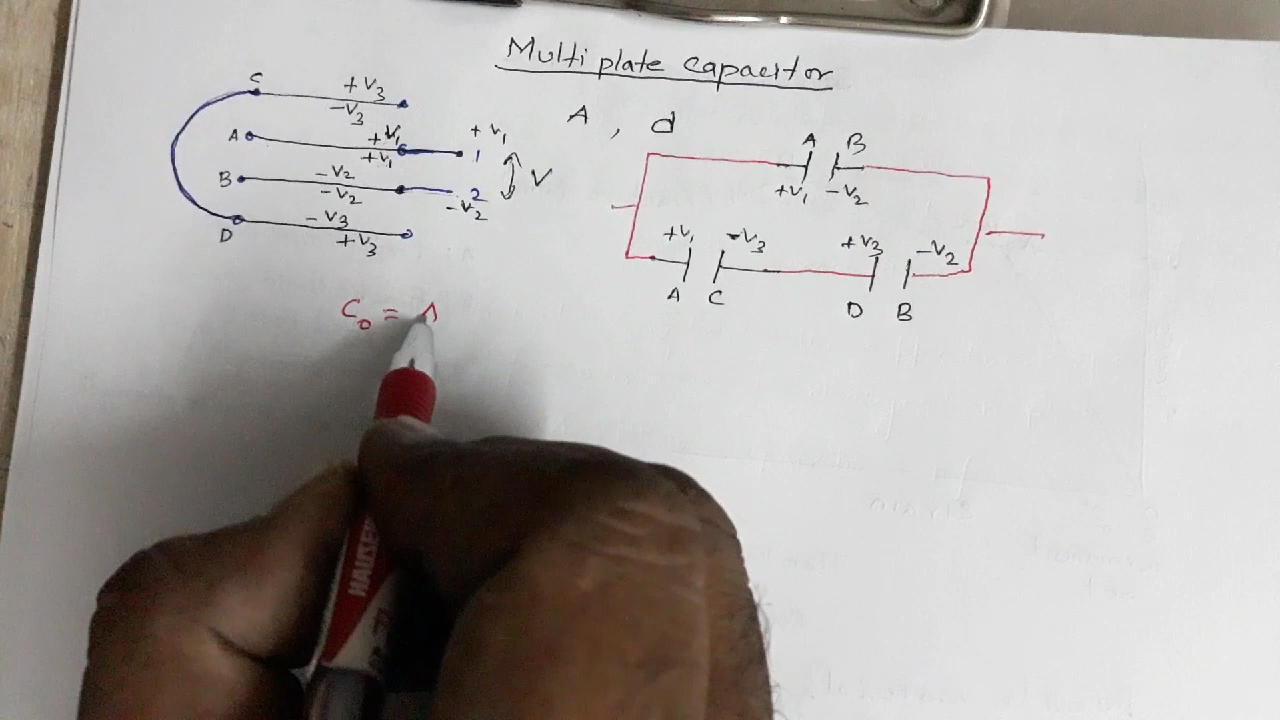 Multiplate Capacitor
A, d
C
+V3
-V3
A
+V1
+V1
+V1
1
B
-V2
-V2
2
-V2
V
D
-V3
+V3
A B
+V1 -V2
+V1 -V3 +V3 -V2
A C D B
C0 = A
HAUSER